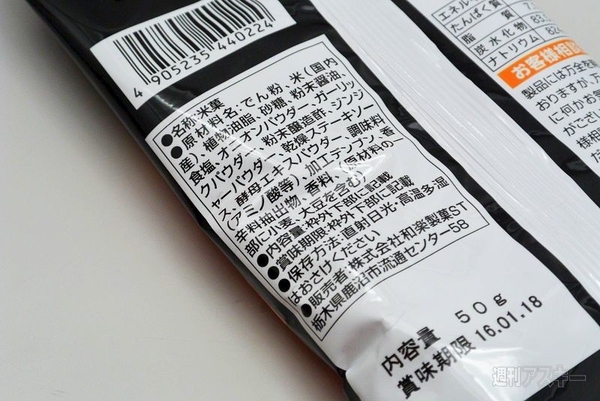 4 905235 440224
●名称:米菓
●原材料名:でん粉、米(国内
産)、植物油脂、砂糖、粉末醤油、
食塩、オニオンパウダー、ガーリッ
クパウダー、粉末醸造酢、ジンジ
ャーパウダー、乾燥ステーキソー
ス、酵母エキスパウダー、調味料
(アミノ酸等)、加工デンプン、香
辛料抽出物、香料、(原材料の一
部に小麦、大豆を含む)
●内容量:枠外下部に記載
●賞味期限:枠外下部に記載
●保存方法:直射日光・高温多湿
はおさけください
●販売者:株式会社和楽製菓ST
栃木県鹿沼市流通センター58
内容量 50g
賞味期限 16.01.18
エネル
たんぱく質
脂 質
炭水化物
ナトリウム
お客様相
製品には万全
おりますが、万
に何かお気
がござい
様相
週刊アスキー